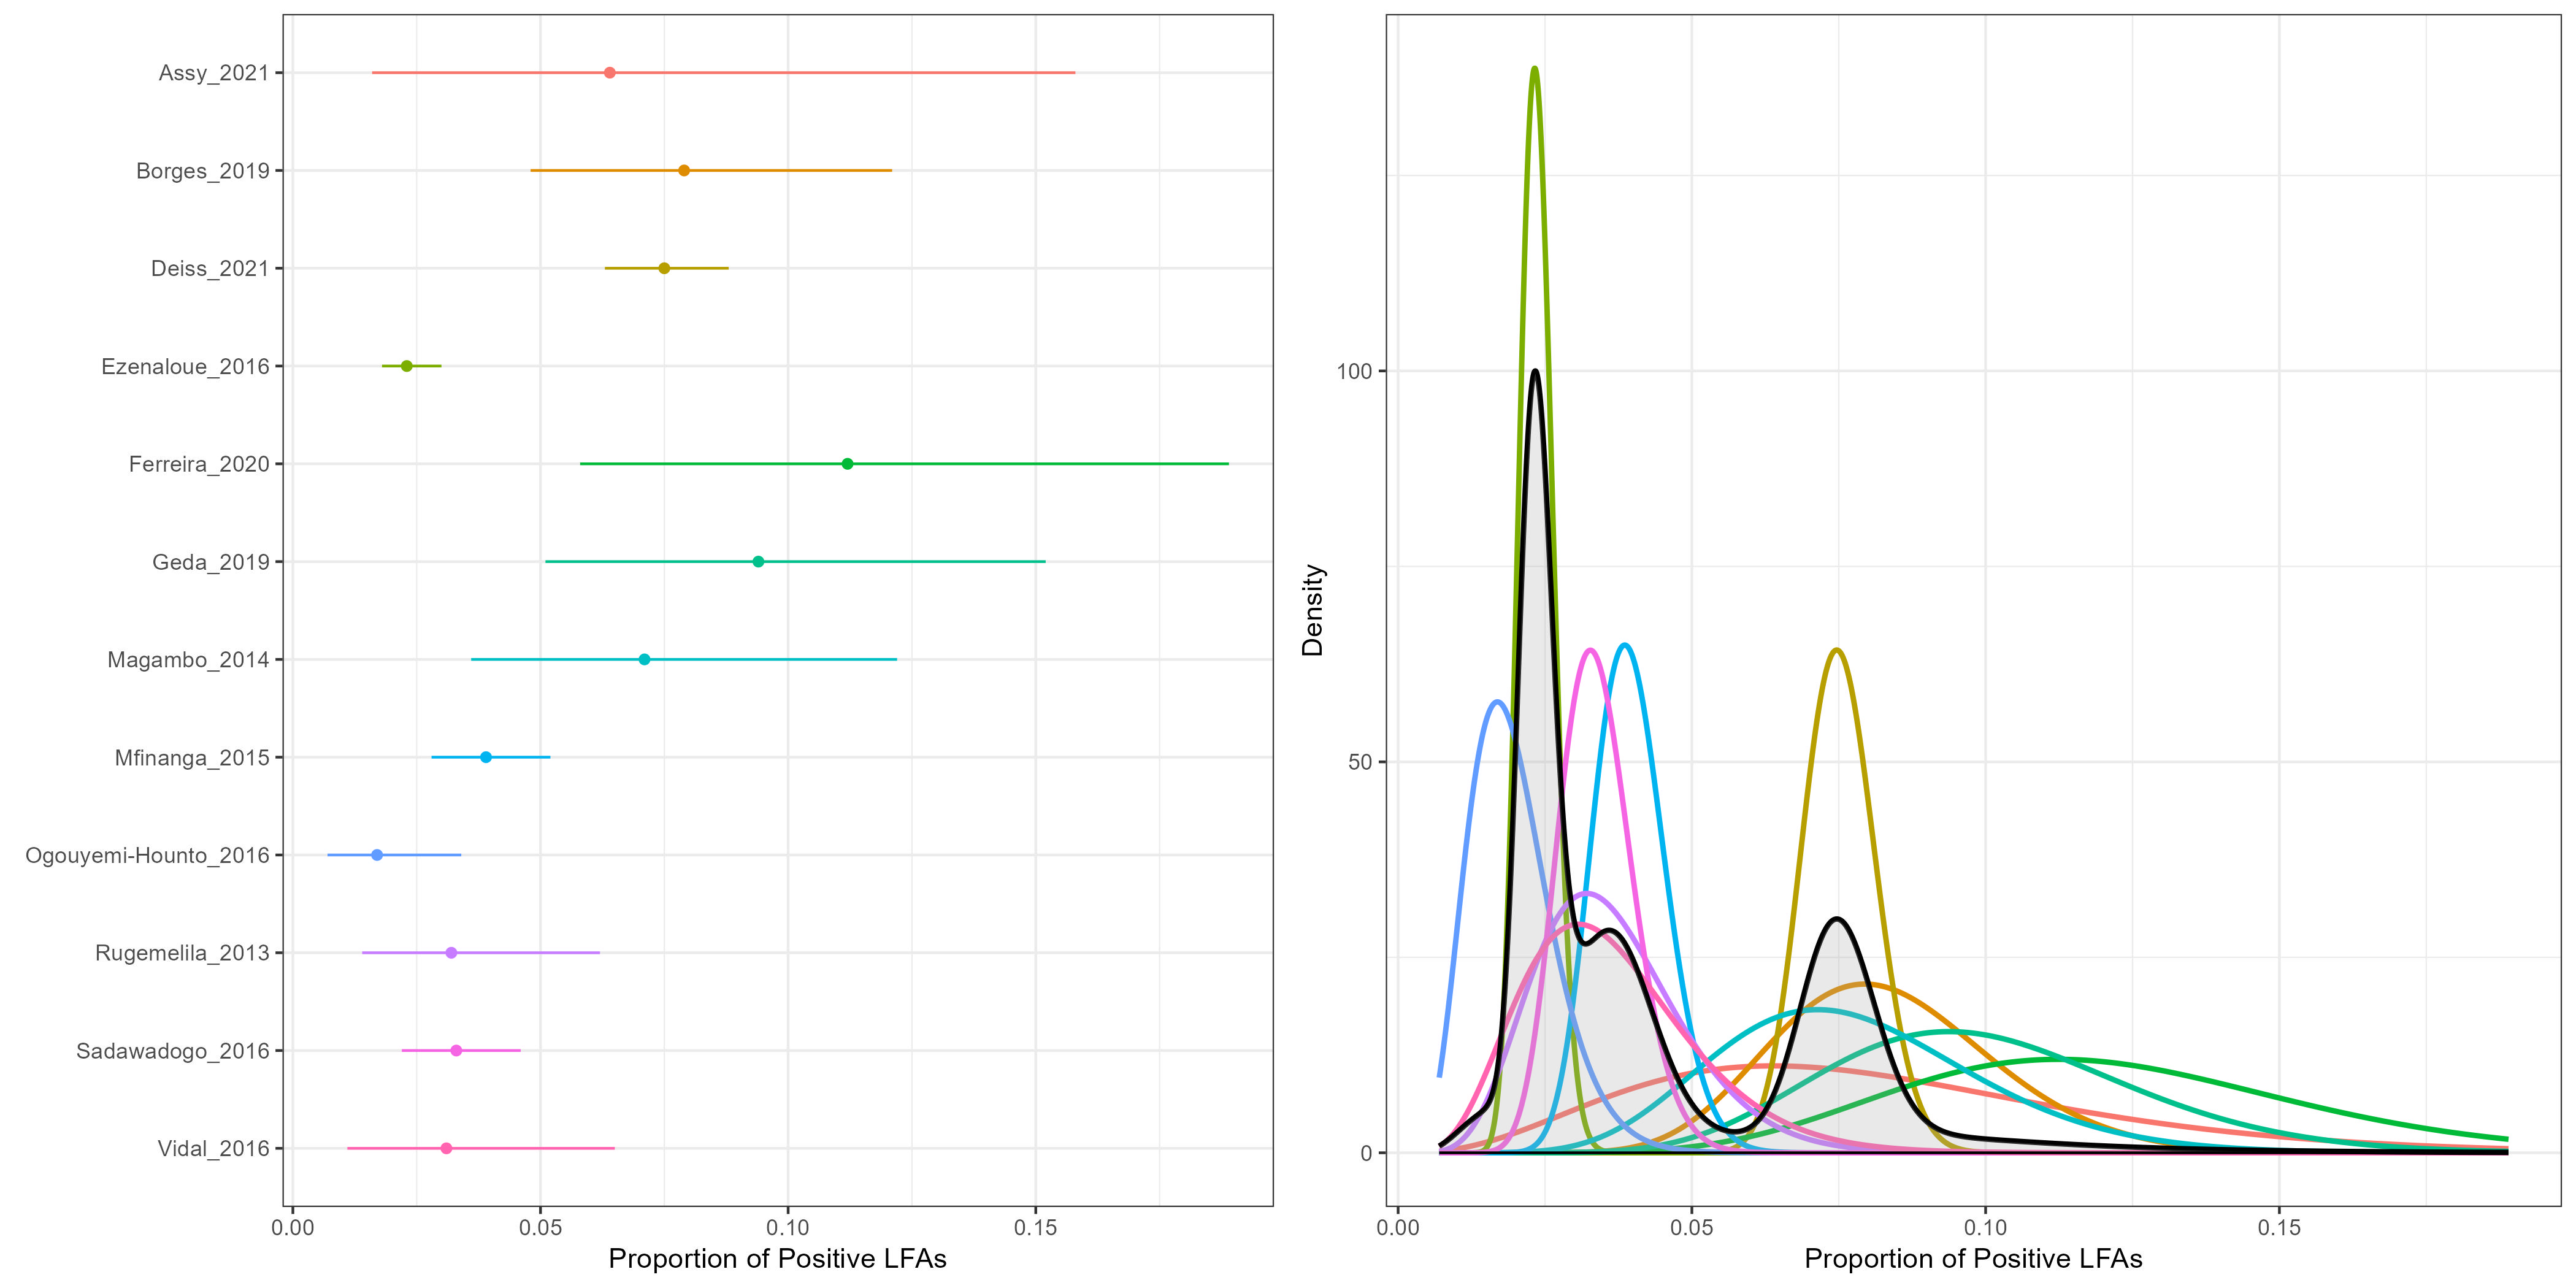 Assy_2021
Borges_2019
Deiss_2021
Ezenaloue_2016
Ferreira_2020
Geda_2019
Magambo_2014
Mfinanga_2015
Ogouyemi-Hounto_2016
Rugemelila_2013
Sadawadogo_2016
Vidal_2016
0.00 0.05 0.10 0.15
Proportion of Positive LFAs
Density
100
50
0
0.00 0.05 0.10 0.15
Proportion of Positive LFAs